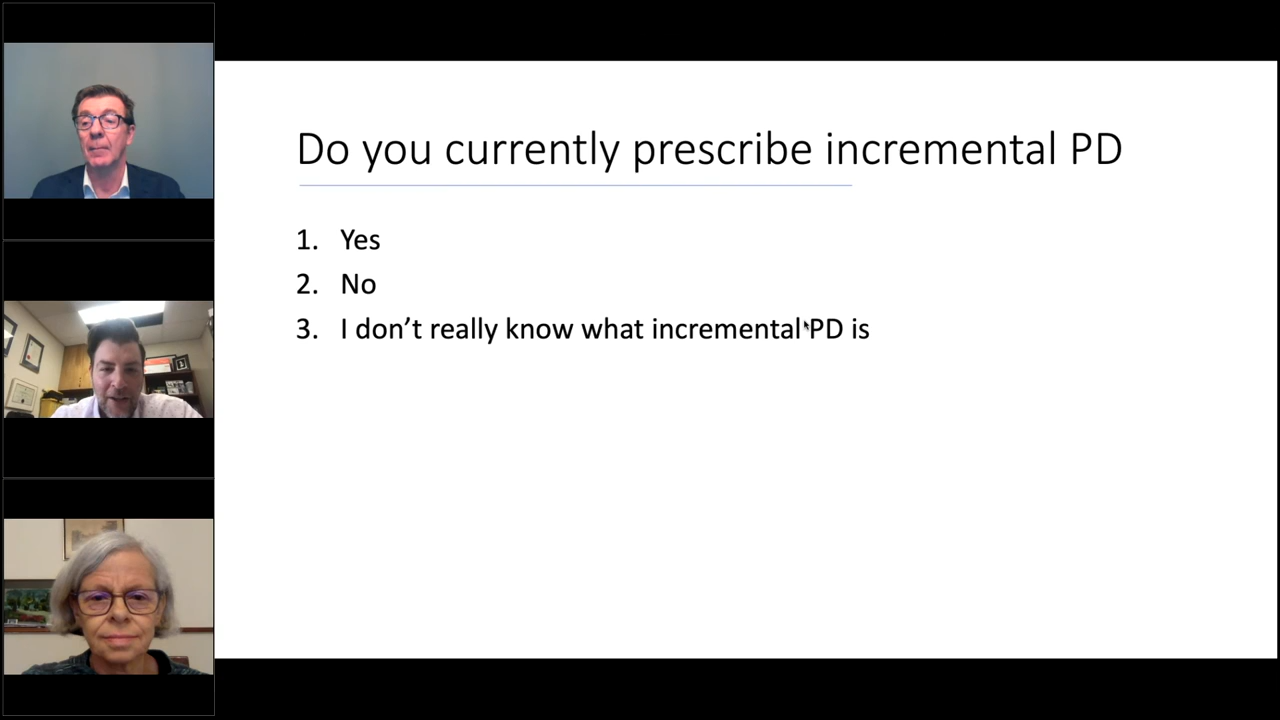 Do you currently prescribe incremental PD
1. Yes
2. No
3. I don’t really know what incremental PD is